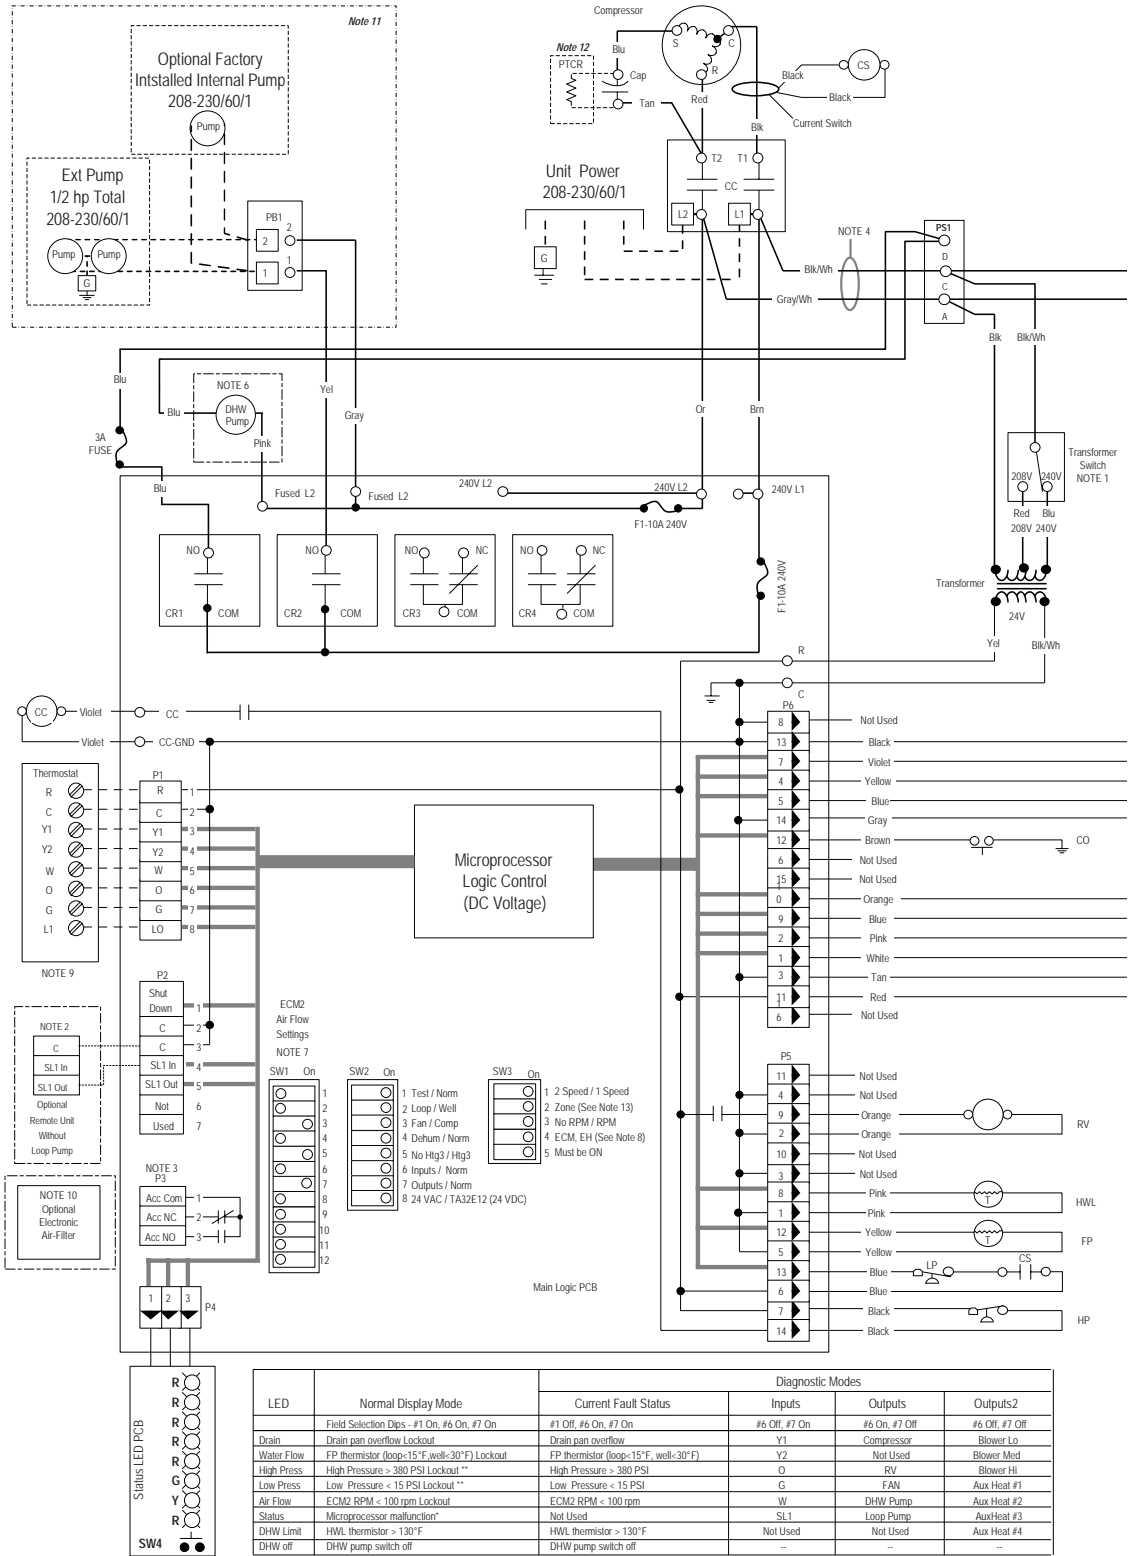 Note 11
Optional Factory
Intstalled Internal Pump
208-230/60/1
Pump
Ext Pump
1/2 hp Total
208-230/60/1
Pump
Pump
G
PB1
2
2
1
1
Compressor
Note 12
PTCR
Blu
Cap
Tan
S
C
R
Red
Blk
Black
CS
Black
Current Switch
T2
T1
CC
L2
L1
Unit Power
208-230/60/1
G
NOTE 4
PS1
D
C
A
Blk/Wh
Gray/Wh
Blk
Blk/Wh
Blu
NOTE 6
DHW
Pump
Blu
Pink
Yel
Gray
Or
Brn
3A
FUSE
Blu
Fused L2
Fused L2
240V L2
240V L2
240V L1
F1-10A 240V
F1-10A 240V
Transformer
Switch
NOTE 1
208V
240V
Red
Blu
208V
240V
Transformer
24V
Yel
Blk/Wh
NO
CR1
COM
NO
CR2
COM
NO
NC
CR3
COM
NO
NC
CR4
COM
R
C
CC
Violet
CC
Violet
CC-GND
Thermostat
R
C
Y1
Y2
W
O
G
L1
NOTE 9
P1
R 1
C 2
Y1 3
Y2 4
W 5
O 6
G 7
LO 8
Microprocessor
Logic Control
(DC Voltage)
P2
Shut
Down 1
C 2
C 3
SL1 In 4
SL1 Out 5
Not 6
Used 7
NOTE 2
C
SL1 In
SL1 Out
Optional
Remote Unit
Without
Loop Pump
NOTE 3
P3
Acc Com 1
Acc NC 2
Acc NO 3
NOTE 10
Optional
Electronic
Air-Filter
1 2 3
P4
ECM2
Air Flow
Settings
NOTE 7
SW1 On
1
2
3
4
5
6
7
8
9
10
11
12
SW2 On
1 Test / Norm
2 Loop / Well
3 Fan / Comp
4 Dehum / Norm
5 No Htg3 / Htg3
6 Inputs / Norm
7 Outputs / Norm
8 24 VAC / TA32E12 (24 VDC)
SW3 On
1 2 Speed / 1 Speed
2 Zone (See Note 13)
3 No RPM / RPM
4 ECM, EH (See Note 8)
5 Must be ON
Main Logic PCB
P6
8 Not Used
13 Black
7 Violet
4 Yellow
5 Blue
14 Gray
12 Brown CO
6 Not Used
15 Not Used
1
0 Orange
9 Blue
2 Pink
1 White
3 Tan
11 Red
1
6 Not Used
P5
11 Not Used
4 Not Used
9 Orange
RV
2 Orange
10 Not Used
3 Not Used
8 Pink
T
HWL
1 Pink
12 Yellow
T
FP
5 Yellow
13 Blue
LP
CS
6 Blue
7 Black
HP
14 Black
Status LED PCB
R
R
R
R
R
G
Y
R
SW4
Diagnostic Modes
LED Normal Display Mode Current Fault Status Inputs Outputs Outputs2
Field Selection Dips - #1 On, #6 On, #7 On #1 Off, #6 On, #7 On #6 Off, #7 On #6 On, #7 Off #6 Off, #7 Off
Drain Drain pan overflow Lockout Drain pan overflow Y1 Compressor Blower Lo
Water Flow FP thermistor (loop<15°F,well<30°F) Lockout FP thermistor (loop<15°F, well<30°F) Y2 Not Used Blower Med
High Press High Pressure > 380 PSI Lockout ** High Pressure > 380 PSI O RV Blower Hi
Low Press Low Pressure < 15 PSI Lockout ** Low Pressure < 15 PSI G FAN Aux Heat #1
Air Flow ECM2 RPM < 100 rpm Lockout ECM2 RPM < 100 rpm W DHW Pump Aux Heat #2
Status Microprocessor malfunction* Not Used SL1 Loop Pump AuxHeat #3
DHW Limit HWL thermistor > 130°F HWL thermistor > 130°F Not Used Not Used Aux Heat #4
DHW off DHW pump switch off DHW pump switch off -- -- --